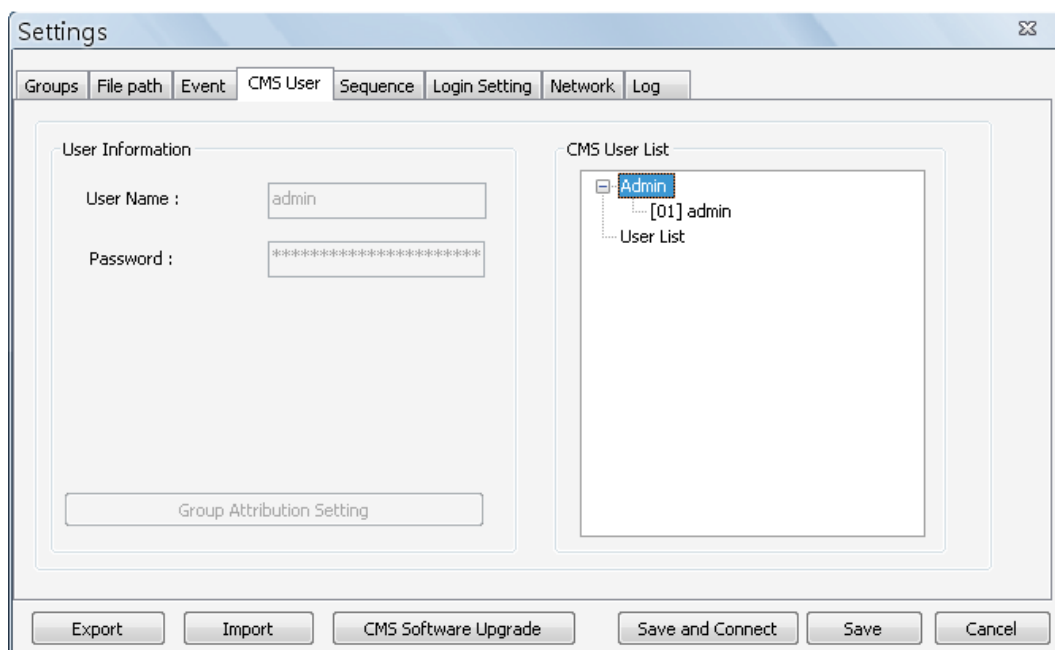 Settings
Groups File path Event CMS User Sequence Login Setting Network Log
User Information
User Name : admin
Password : **********************
Group Attribution Setting
CMS User List
Admin
[01] admin
User List
Export Import CMS Software Upgrade Save and Connect Save Cancel